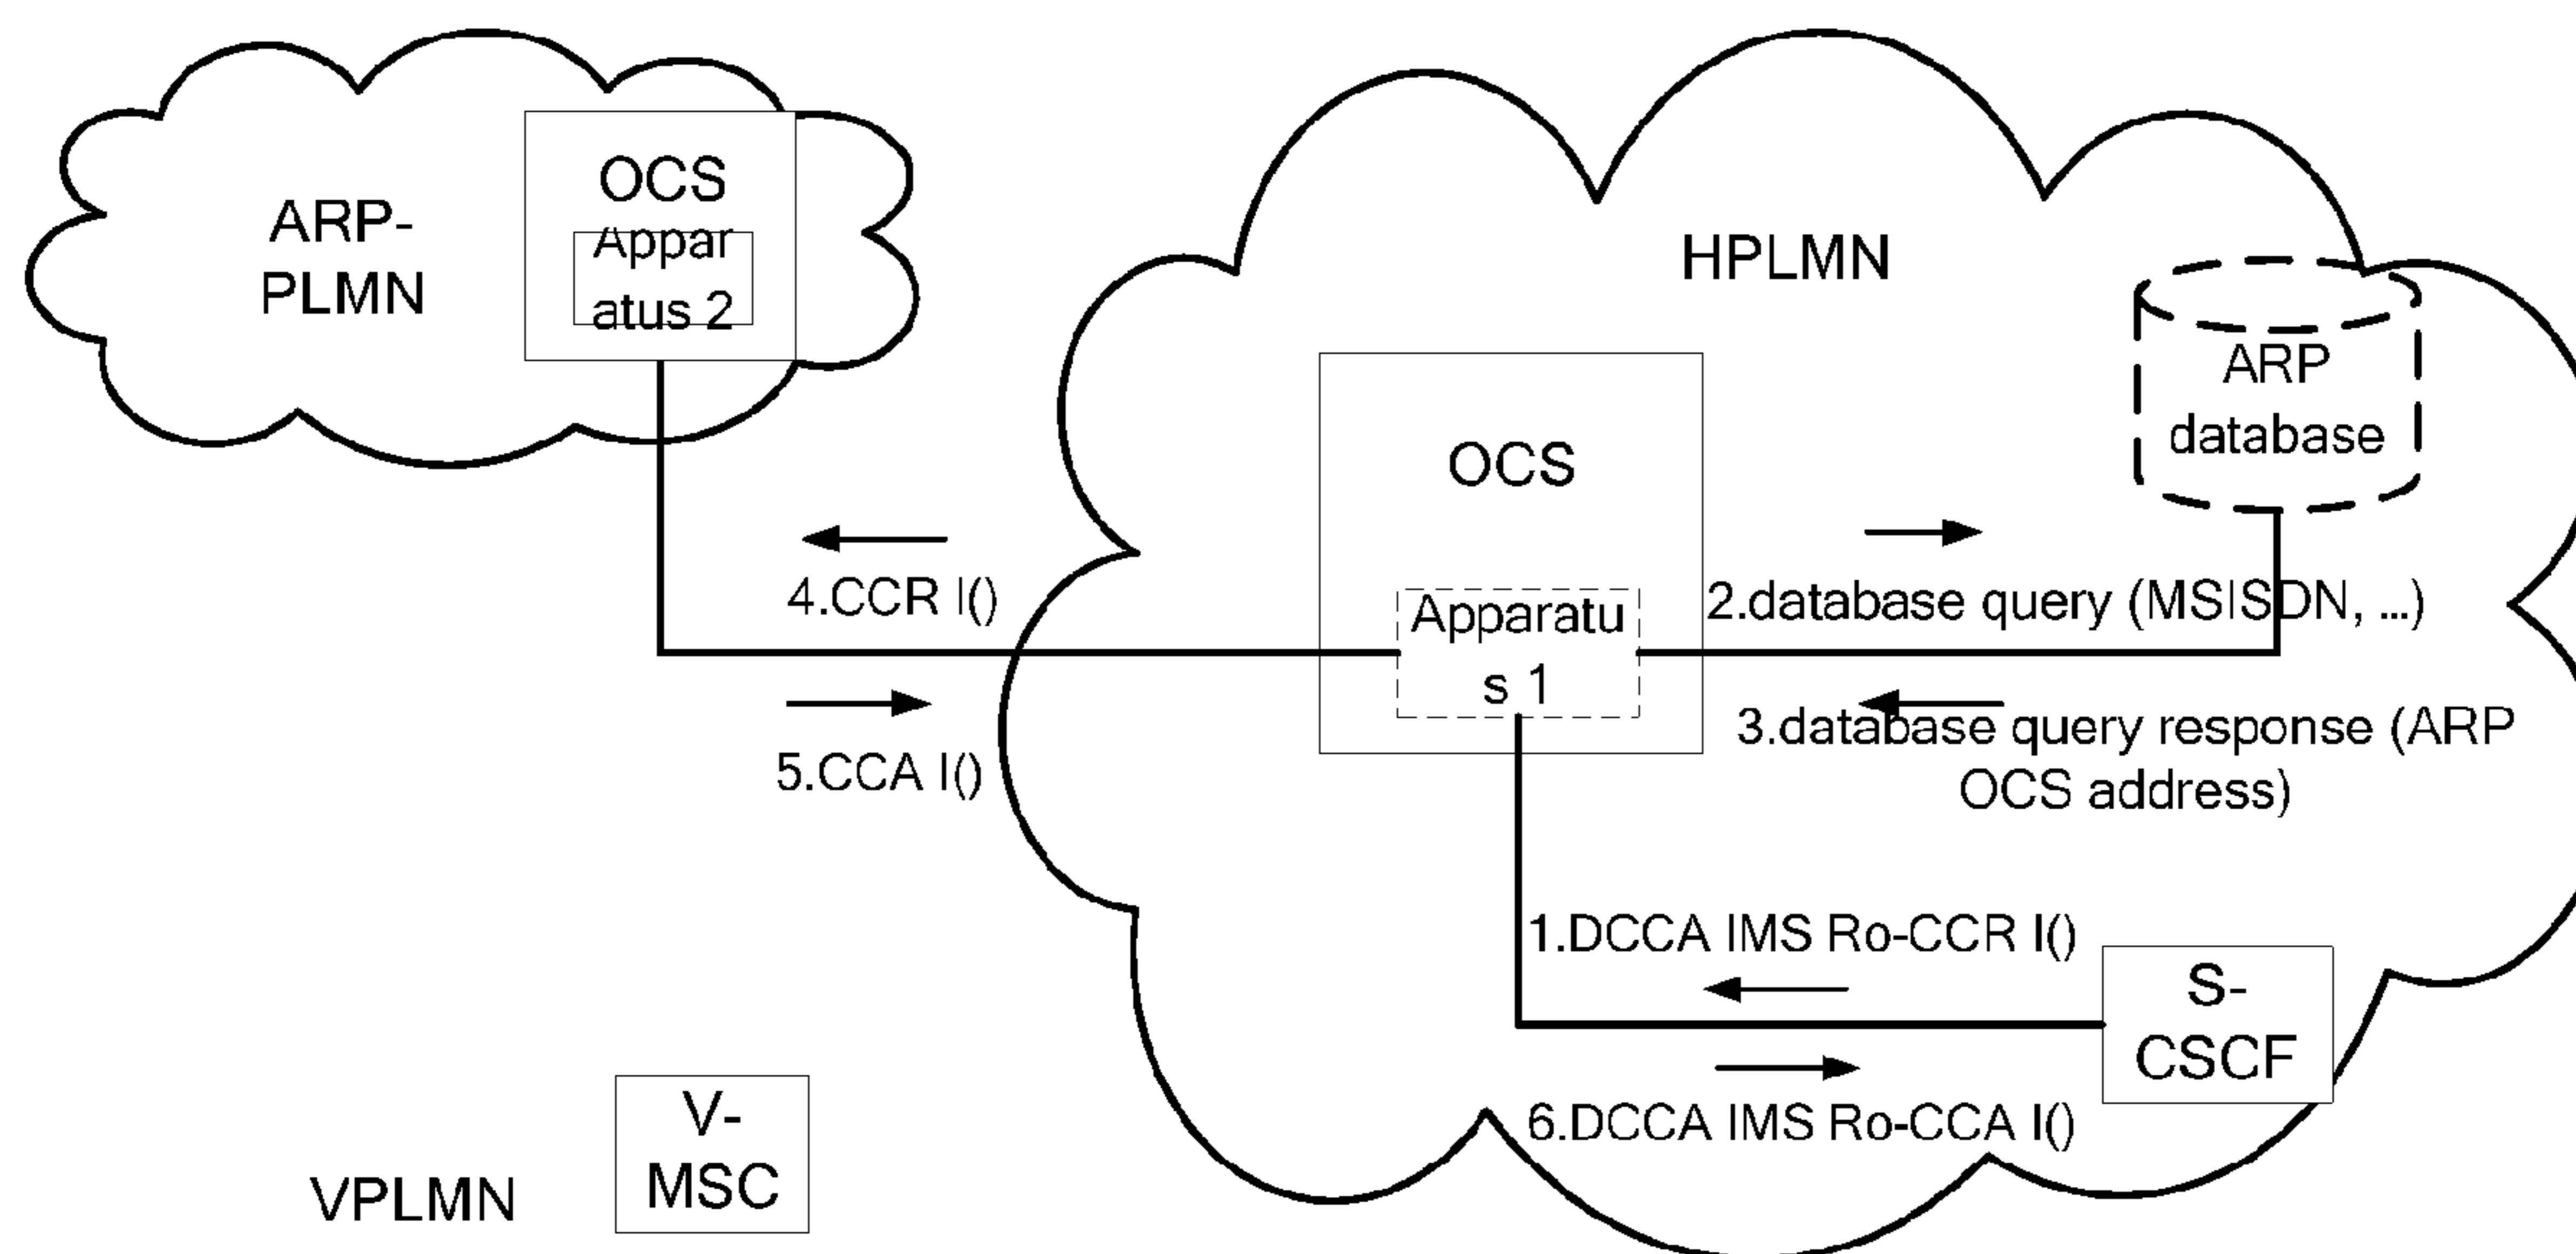 ARP-
PLMN
OCS
Appar
atus 2
HPLMN
ARP
database
OCS
Apparatu
s 1
2.database query (MSISDN, ...)
3.database query response (ARP
OCS address)
4.CCR I()
5.CCA I()
1.DCCA IMS Ro-CCR I()
6.DCCA IMS Ro-CCA I()
S-
CSCF
V-
MSC
VPLMN